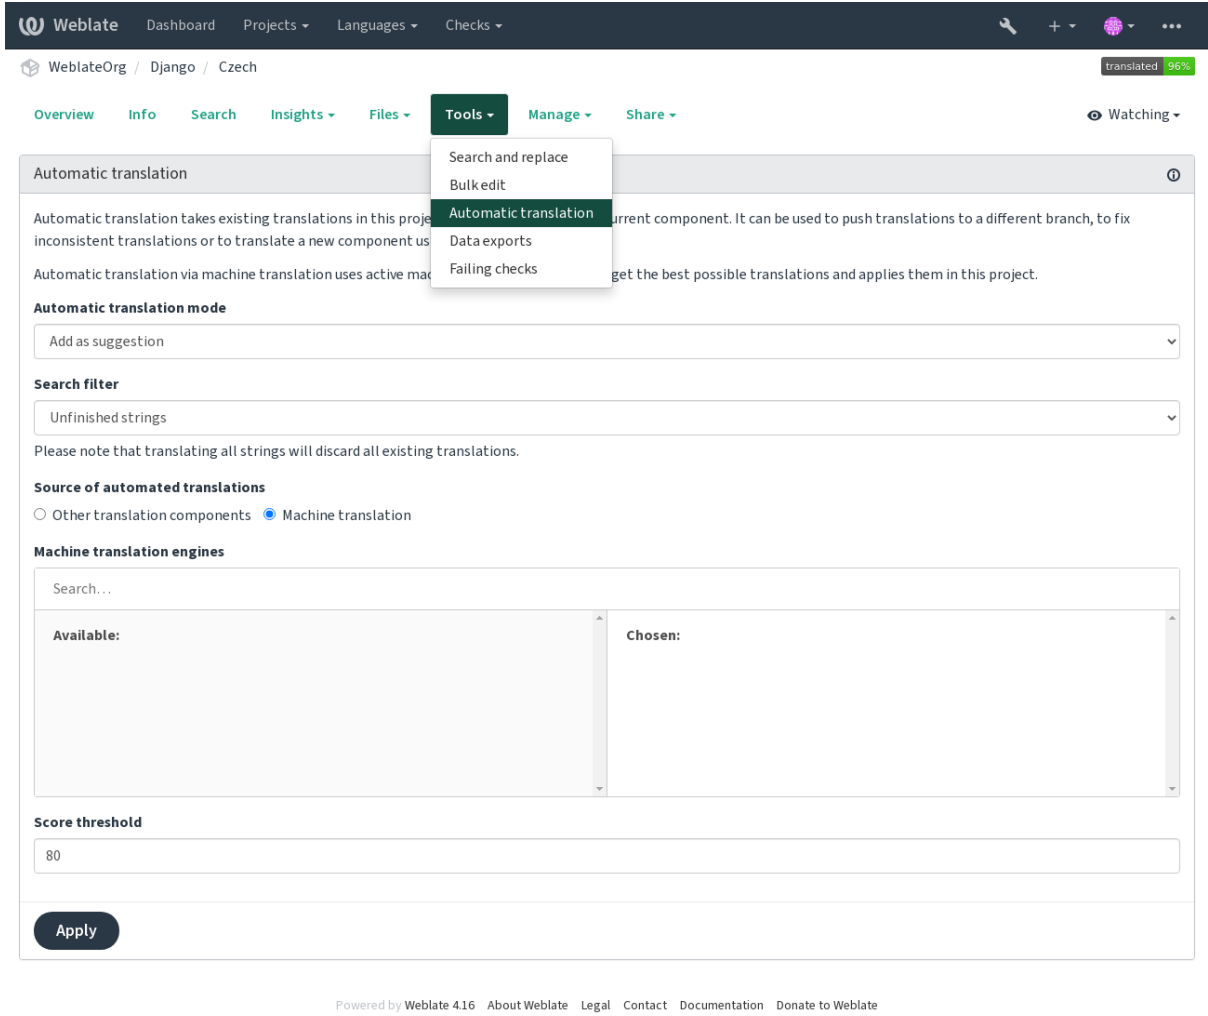 Weblate Dashboard Projects Languages Checks
WeblateOrg / Django / Czech
translated 96%
Overview Info Search Insights Files Tools Manage Share Watching
Search and replace
Bulk edit
Automatic translation
Data exports
Failing checks
Automatic translation
Automatic translation takes existing translations in this current component. It can be used to push translations to a different branch, to fix
inconsistent translations or to translate a new component
Automatic translation via machine translation uses active get the best possible translations and applies them in this project.
Automatic translation mode
Add as suggestion
Search filter
Unfinished strings
Please note that translating all strings will discard all existing translations.
Source of automated translations
Other translation components Machine translation
Machine translation engines
Search…
Available:
Chosen:
Score threshold
80
Apply
Powered by Weblate 4.16 About Weblate Legal Contact Documentation Donate to Weblate